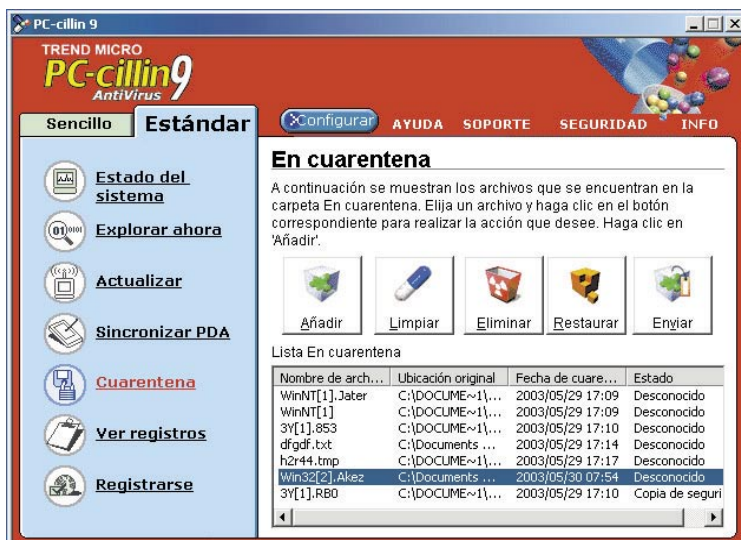 PC-cillin 9
TREND MICRO
PC-cillin 9
AntiVirus
Sencillo
Estándar
Configurar
AYUDA
SOPORTE
SEGURIDAD
INFO
Estado del
sistema
Explorar ahora
Actualizar
Sincronizar PDA
Cuarentena
Ver registros
Registrarse
En cuarentena
A continuación se muestran los archivos que se encuentran en la
carpeta En cuarentena. Elija un archivo y haga clic en el botón
correspondiente para realizar la acción que desee. Haga clic en
'Añadir'.
Añadir
Limpiar
Eliminar
Restaurar
Enviar
Lista En cuarentena
Nombre de arch... Ubicación original Fecha de cuare... Estado
WinNT[1].Jater C:\DOCUME~1\... 2003/05/29 17:09 Desconocido
WinNT[1] C:\DOCUME~1\... 2003/05/29 17:09 Desconocido
3Y[1].853 C:\DOCUME~1\... 2003/05/29 17:10 Desconocido
dfgdf.txt C:\Documents ... 2003/05/29 17:14 Desconocido
h2r44.tmp C:\DOCUME~1\... 2003/05/29 17:17 Desconocido
Win32[2].Akez C:\Documents ... 2003/05/30 07:54 Desconocido
3Y[1].RB0 C:\DOCUME~1\... 2003/05/29 17:10 Copia de seguri